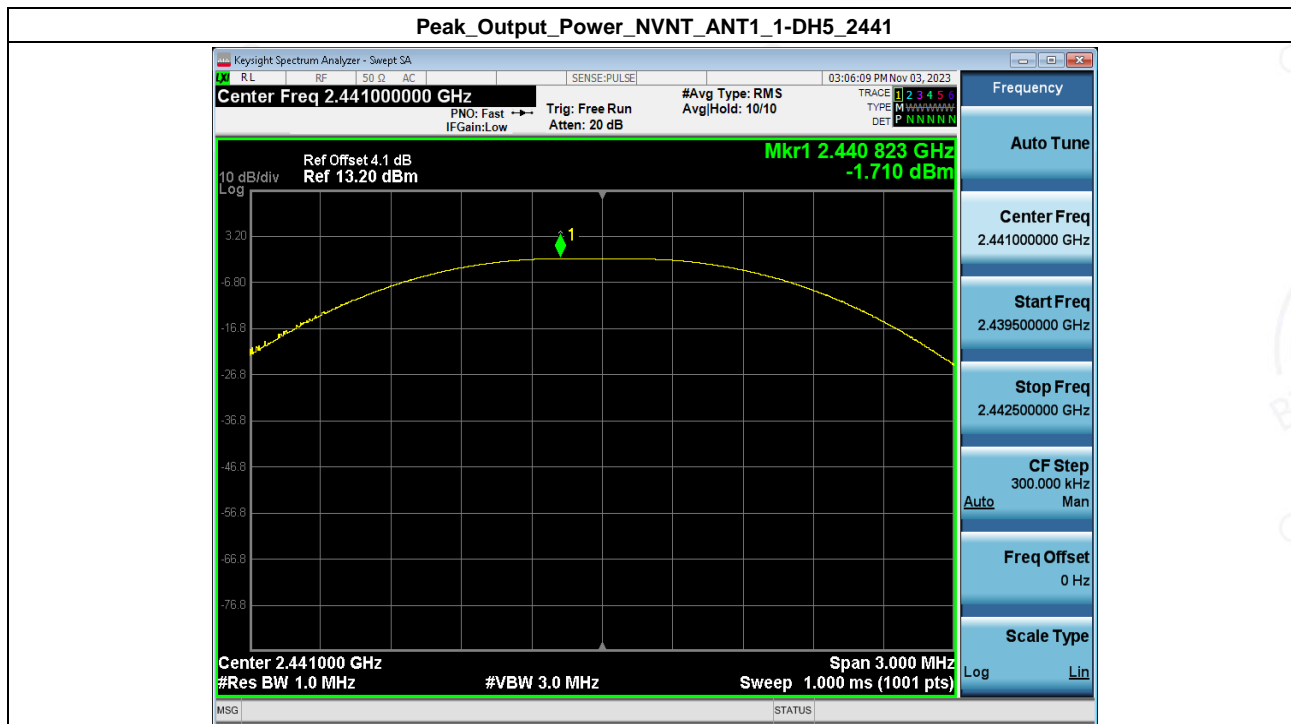 Peak_Output_Power_NVNT_ANT1_1-DH5_2441
Keysight Spectrum Analyzer - Swept SA
LXI RL RF 50 Ω AC SENSE:PULSE 03:06:09 PM Nov 03, 2023
Center Freq 2.441000000 GHz
PNO: Fast
IFGain:Low
Trig: Free Run
Atten: 20 dB
#Avg Type: RMS
Avg|Hold: 10/10
TRACE 1 2 3 4 5 6
TYPE M WWWWW
DET P N N N N N
Mkr1 2.440 823 GHz
-1.710 dBm
Ref Offset 4.1 dB
10 dB/div Ref 13.20 dBm
Log
1
3.20
-6.80
-16.8
-26.8
-36.8
-46.8
-56.8
-66.8
-76.8
Center 2.441000 GHz Span 3.000 MHz
#Res BW 1.0 MHz #VBW 3.0 MHz Sweep 1.000 ms (1001 pts)
MSG STATUS
Frequency
Auto Tune
Center Freq
2.441000000 GHz
Start Freq
2.439500000 GHz
Stop Freq
2.442500000 GHz
CF Step
300.000 kHz
Auto Man
Freq Offset
0 Hz
Scale Type
Log Lin